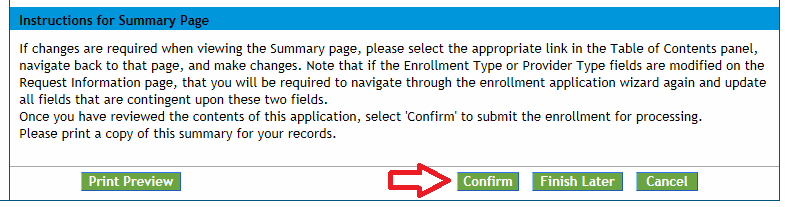 Instructions for Summary Page
If changes are required when viewing the Summary page, please select the appropriate link in the Table of Contents panel,
navigate back to that page, and make changes. Note that if the Enrollment Type or Provider Type fields are modified on the
Request Information page, that you will be required to navigate through the enrollment application wizard again and update
all fields that are contingent upon these two fields.
Once you have reviewed the contents of this application, select 'Confirm' to submit the enrollment for processing.
Please print a copy of this summary for your records.
Print Preview Confirm Finish Later Cancel